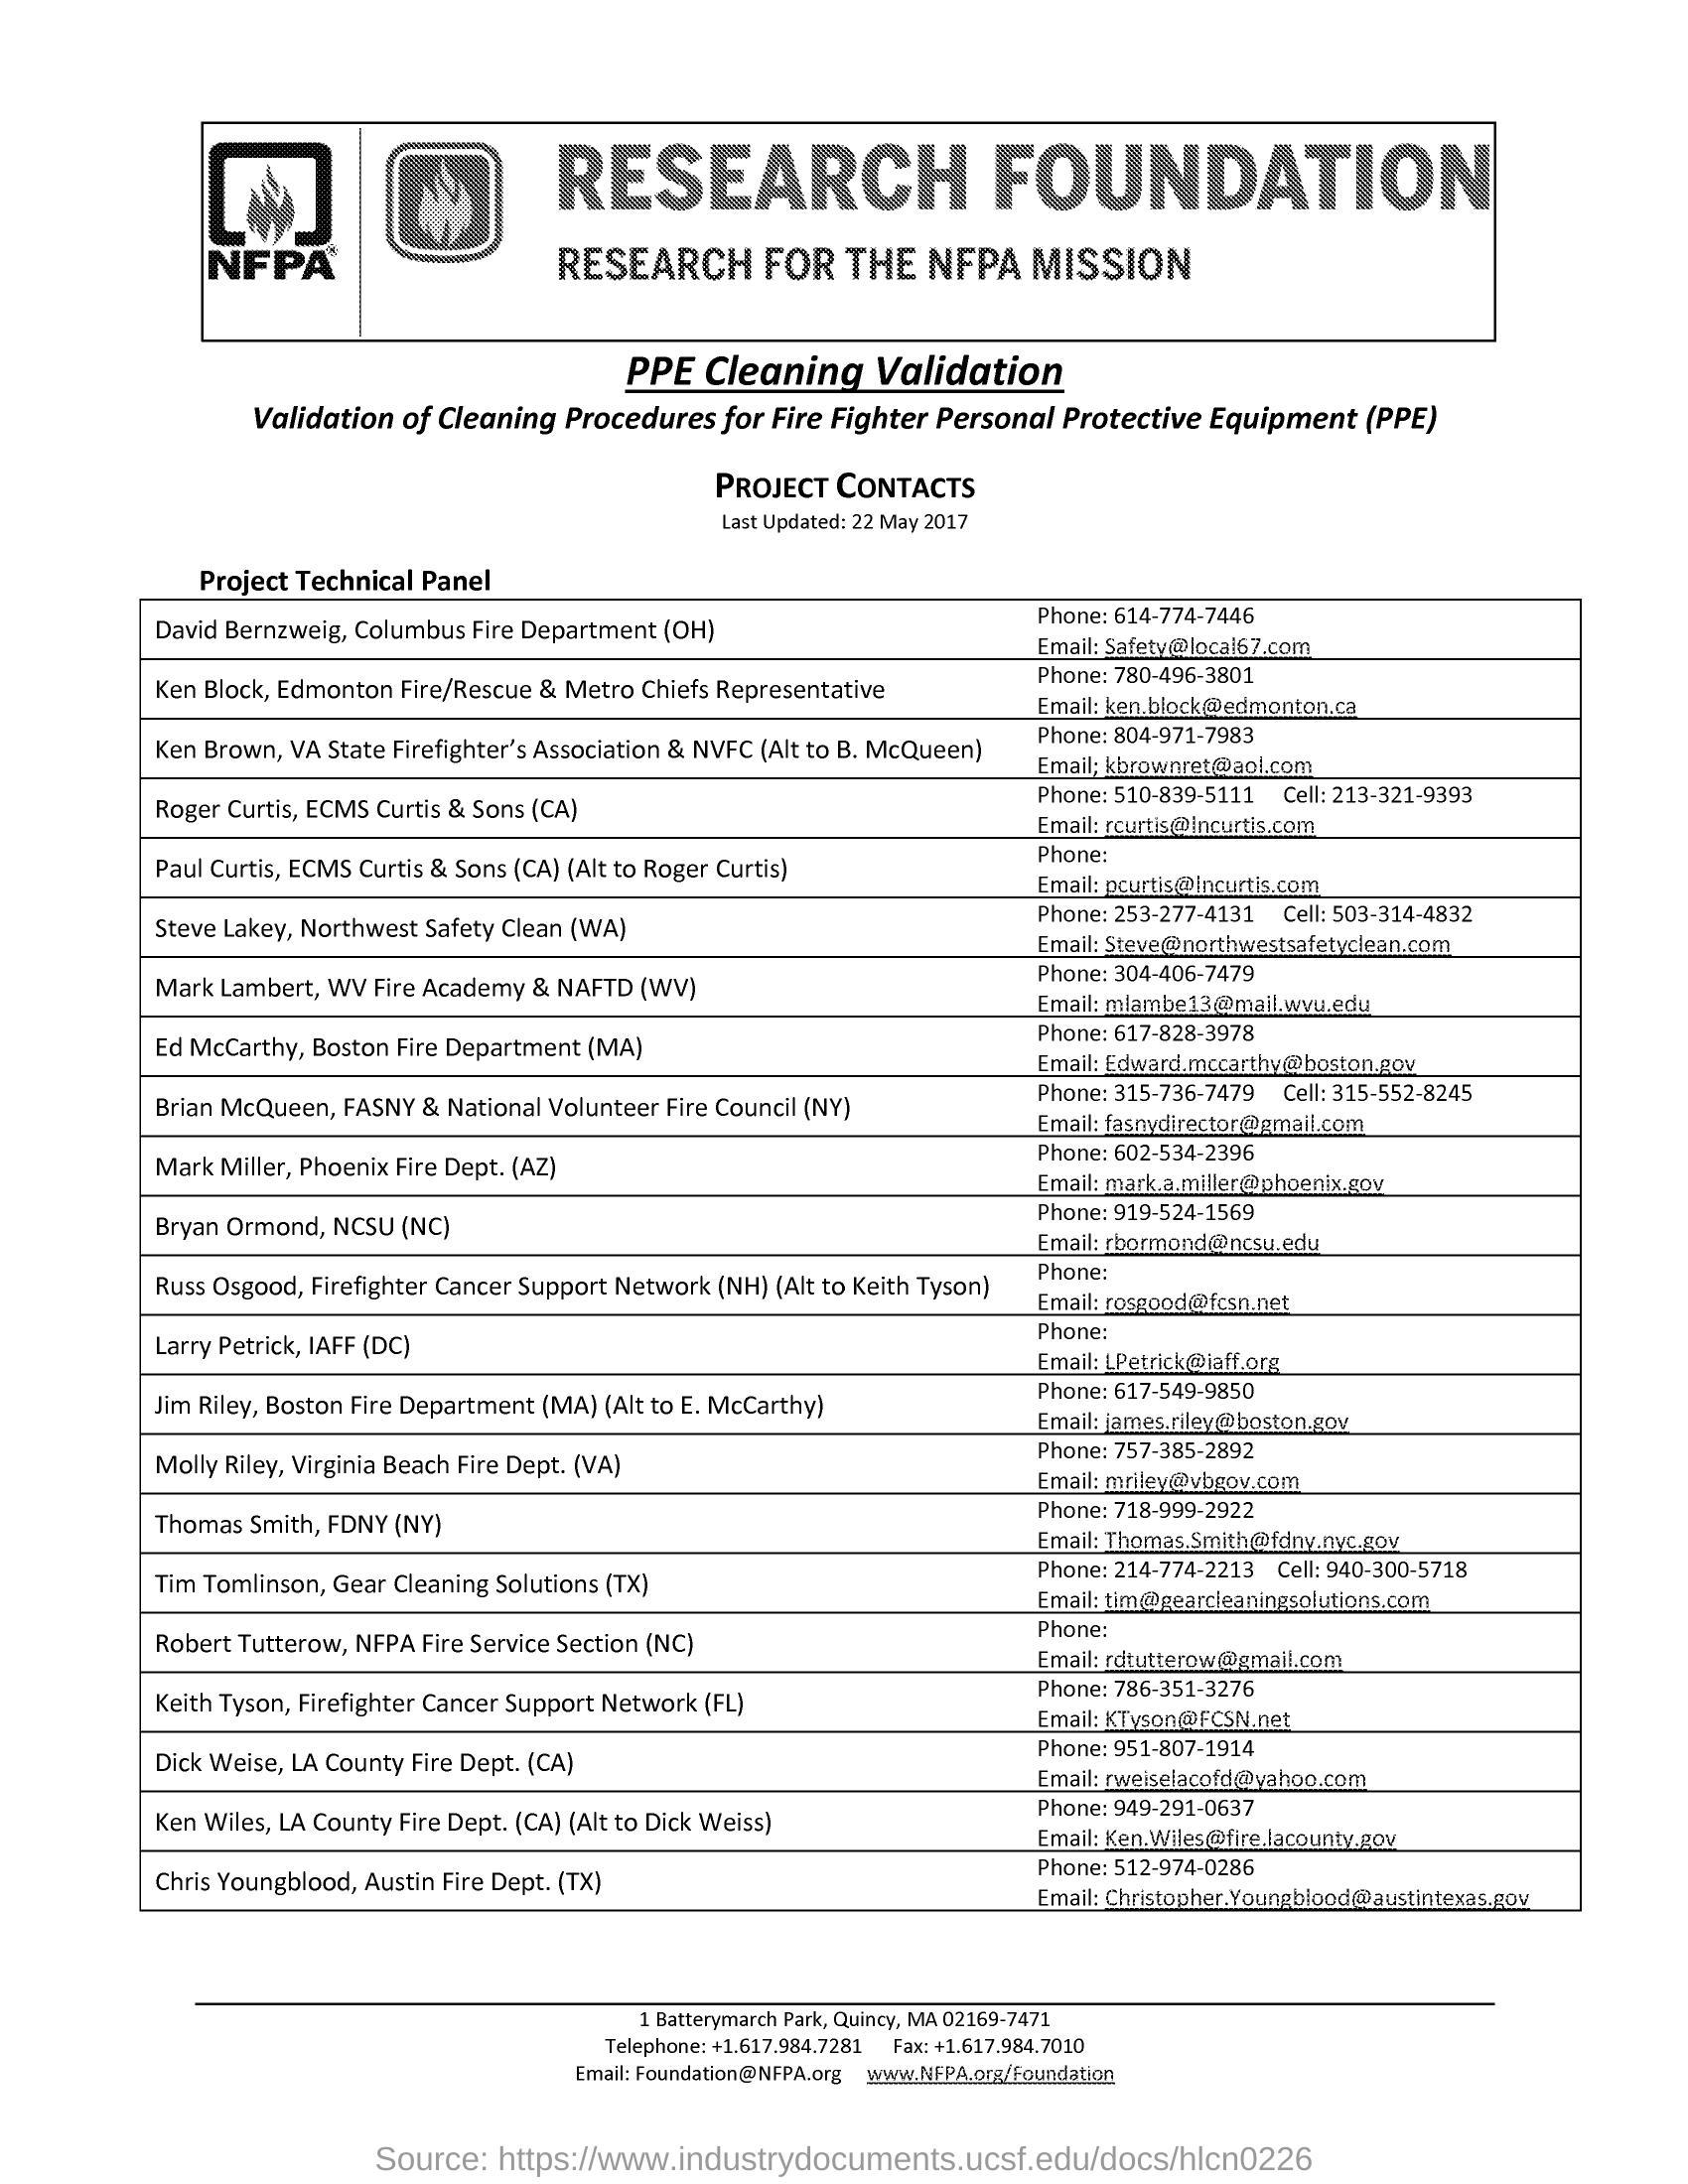 NFPA
RESEARCH FOUNDATION
RESEARCH FOR THE NFPA MISSION
PPE Cleaning Validation
Validation of Cleaning Procedures for Fire Fighter Personal Protective Equipment (PPE)
PROJECT CONTACTS
Last Updated: 22 May 2017
Project Technical Panel
David Bernzweig, Columbus Fire Department (OH)
Phone: 614-774-7446
Email: Safety@local67.com
Ken Block, Edmonton Fire/Rescue & Metro Chiefs Representative
Phone: 780-496-3801
Email: ken.block@edmonton.ca
Ken Brown, VA State Firefighter’s Association & NVFC (Alt to B. McQueen)
Phone: 804-971-7983
Email; kbrownret@aol.com
Roger Curtis, ECMS Curtis & Sons (CA)
Phone: 510-839-5111 Cell: 213-321-9393
Email: rcurtis@lncurtis.com
Paul Curtis, ECMS Curtis & Sons (CA) (Alt to Roger Curtis)
Phone:
Email: pcurtis@lncurtis.com
Steve Lakey, Northwest Safety Clean (WA)
Phone: 253-277-4131 Cell: 503-314-4832
Email: Steve@northwestsafetyclean.com
Mark Lambert, WV Fire Academy & NAFTD (WV)
Phone: 304-406-7479
Email: mlambe13@mail.wvu.edu
Ed McCarthy, Boston Fire Department (MA)
Phone: 617-828-3978
Email: Edward.mccarthy@boston.gov
Brian McQueen, FASNY & National Volunteer Fire Council (NY)
Phone: 315-736-7479 Cell: 315-552-8245
Email: fasnydirector@gmail.com
Mark Miller, Phoenix Fire Dept. (AZ)
Phone: 602-534-2396
Email: mark.a.miller@phoenix.gov
Bryan Ormond, NCSU (NC)
Phone: 919-524-1569
Email: rbormond@ncsu.edu
Russ Osgood, Firefighter Cancer Support Network (NH) (Alt to Keith Tyson)
Phone:
Email: rosgood@fcsn.net
Larry Petrick, IAFF (DC)
Phone:
Email: LPetrick@iaff.org
Jim Riley, Boston Fire Department (MA) (Alt to E. McCarthy)
Phone: 617-549-9850
Email: james.riley@boston.gov
Molly Riley, Virginia Beach Fire Dept. (VA)
Phone: 757-385-2892
Email: mriley@vbgov.com
Thomas Smith, FDNY (NY)
Phone: 718-999-2922
Email: Thomas.Smith@fdny.nyc.gov
Tim Tomlinson, Gear Cleaning Solutions (TX)
Phone: 214-774-2213 Cell: 940-300-5718
Email: tim@gearcleaningsolutions.com
Robert Tutterow, NFPA Fire Service Section (NC)
Phone:
Email: rdtutterow@gmail.com
Keith Tyson, Firefighter Cancer Support Network (FL)
Phone: 786-351-3276
Email: KTyson@FCSN.net
Dick Weise, LA County Fire Dept. (CA)
Phone: 951-807-1914
Email: rweiselacofd@yahoo.com
Ken Wiles, LA County Fire Dept. (CA) (Alt to Dick Weiss)
Phone: 949-291-0637
Email: Ken.Wiles@fire.lacounty.gov
Chris Youngblood, Austin Fire Dept. (TX)
Phone: 512-974-0286
Email: Christopher.Youngblood@austintexas.gov
1 Batterymarch Park, Quincy, MA 02169-7471
Telephone: +1.617.984.7281 Fax: +1.617.984.7010
Email: Foundation@NFPA.org www.NFPA.org/Foundation
Source: https://www.industrydocuments.ucsf.edu/docs/hlcn0226